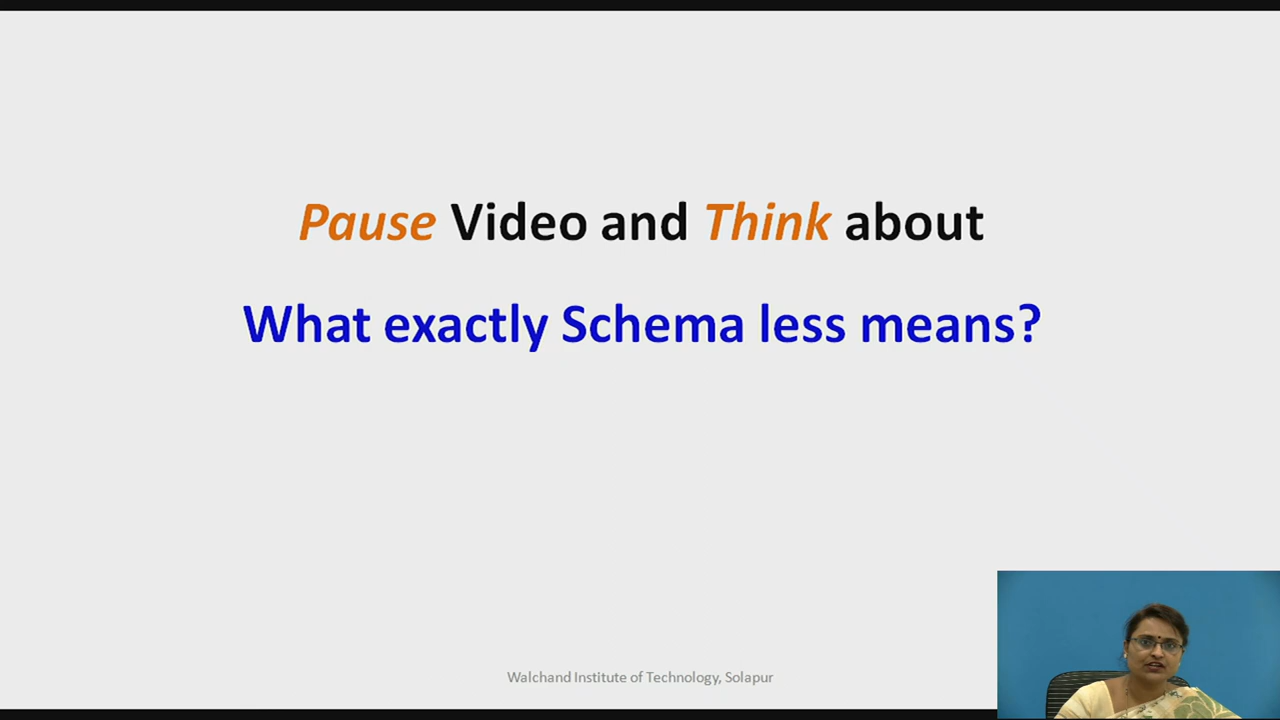 Pause Video and Think about
What exactly Schema less means?
Walchand Institute of Technology, Solapur